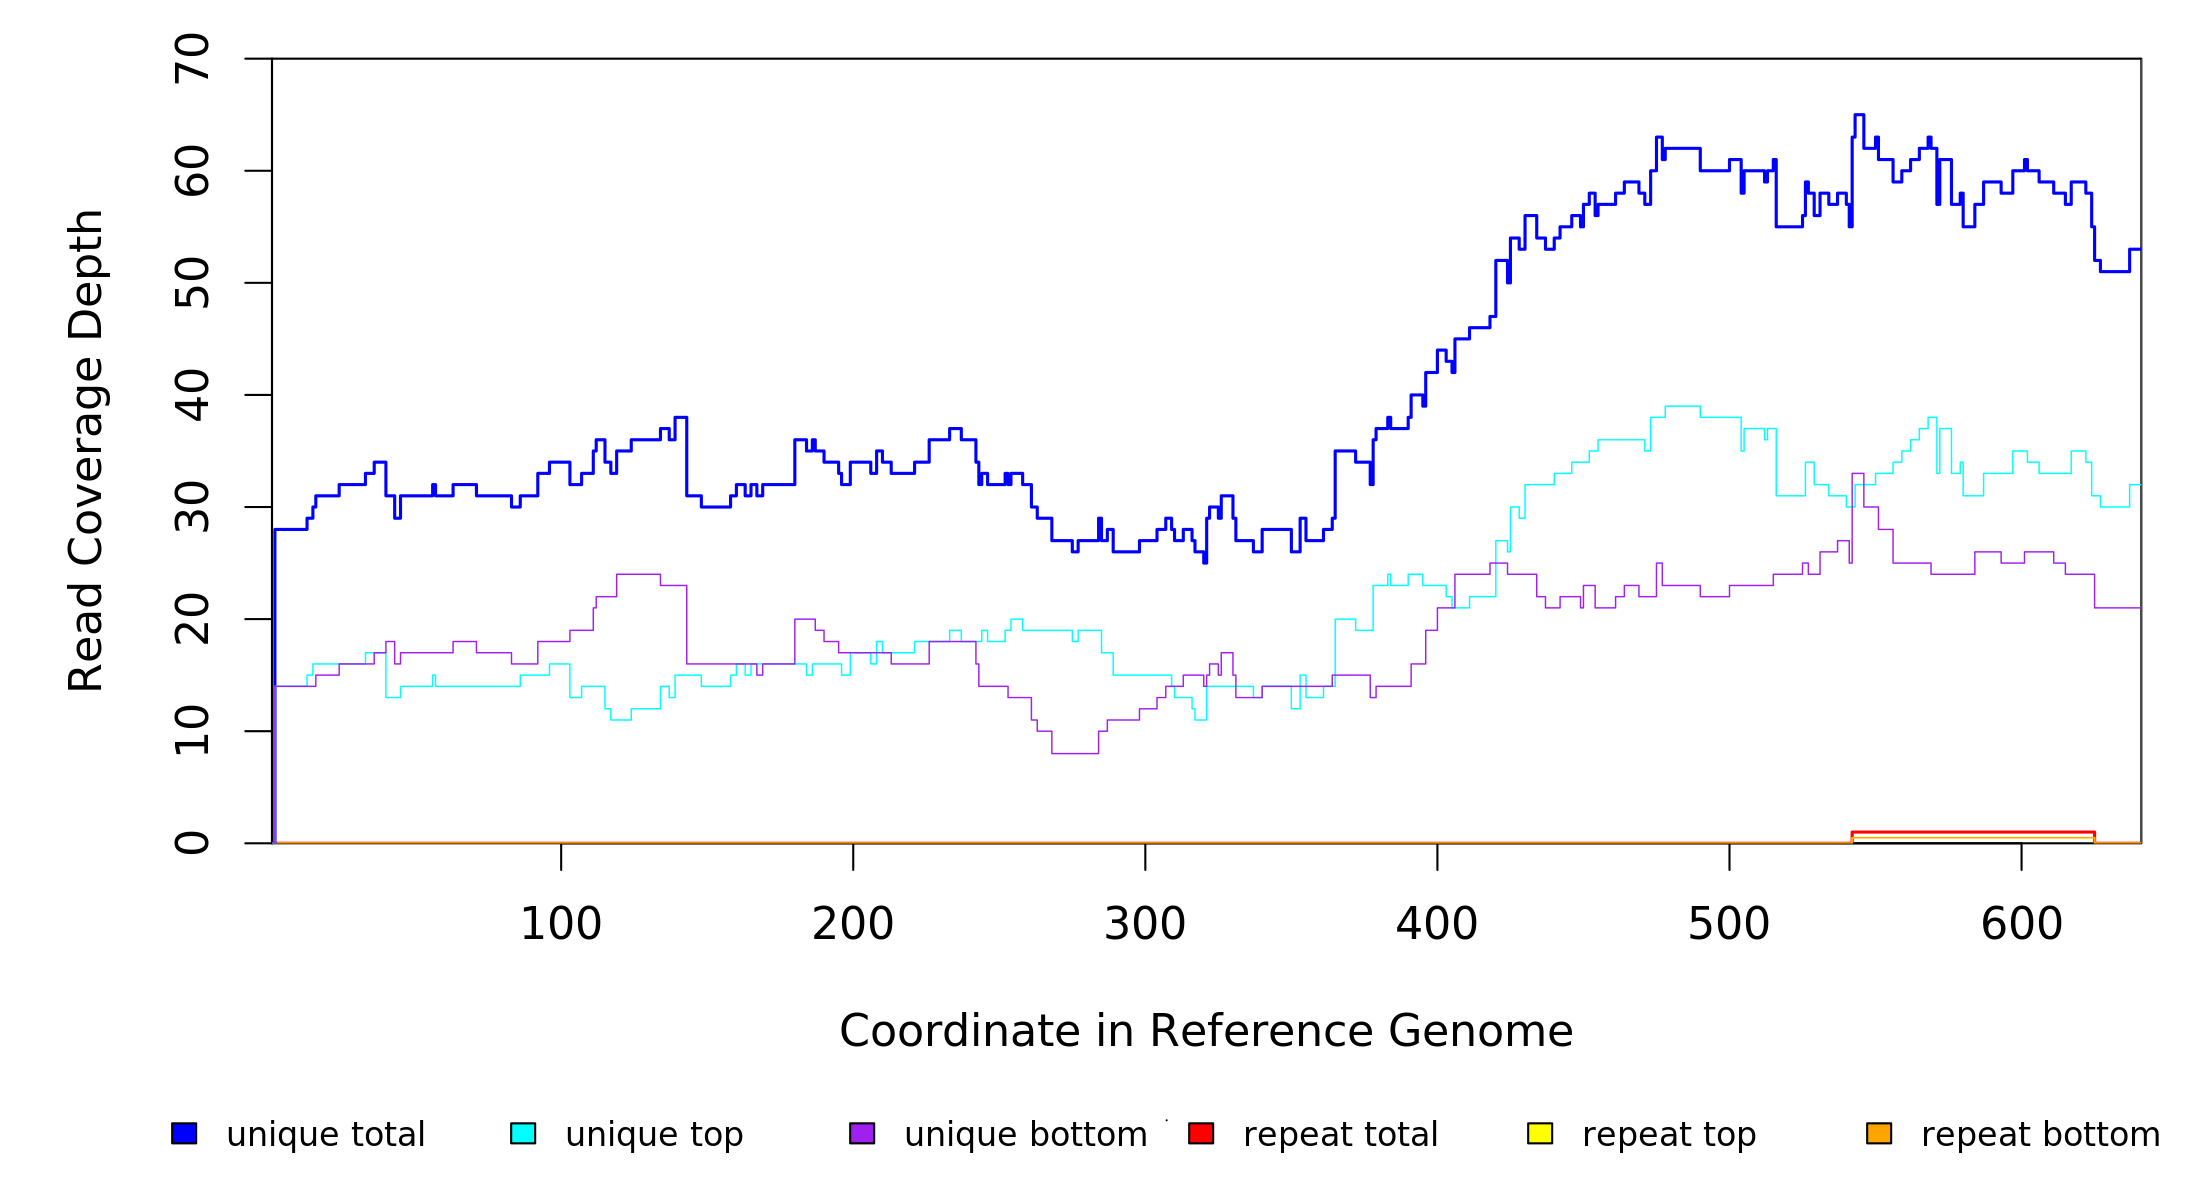 Read Coverage Depth
70
60
50
40
30
20
10
0
100 200 300 400 500 600
Coordinate in Reference Genome
unique total unique top unique bottom repeat total repeat top repeat bottom